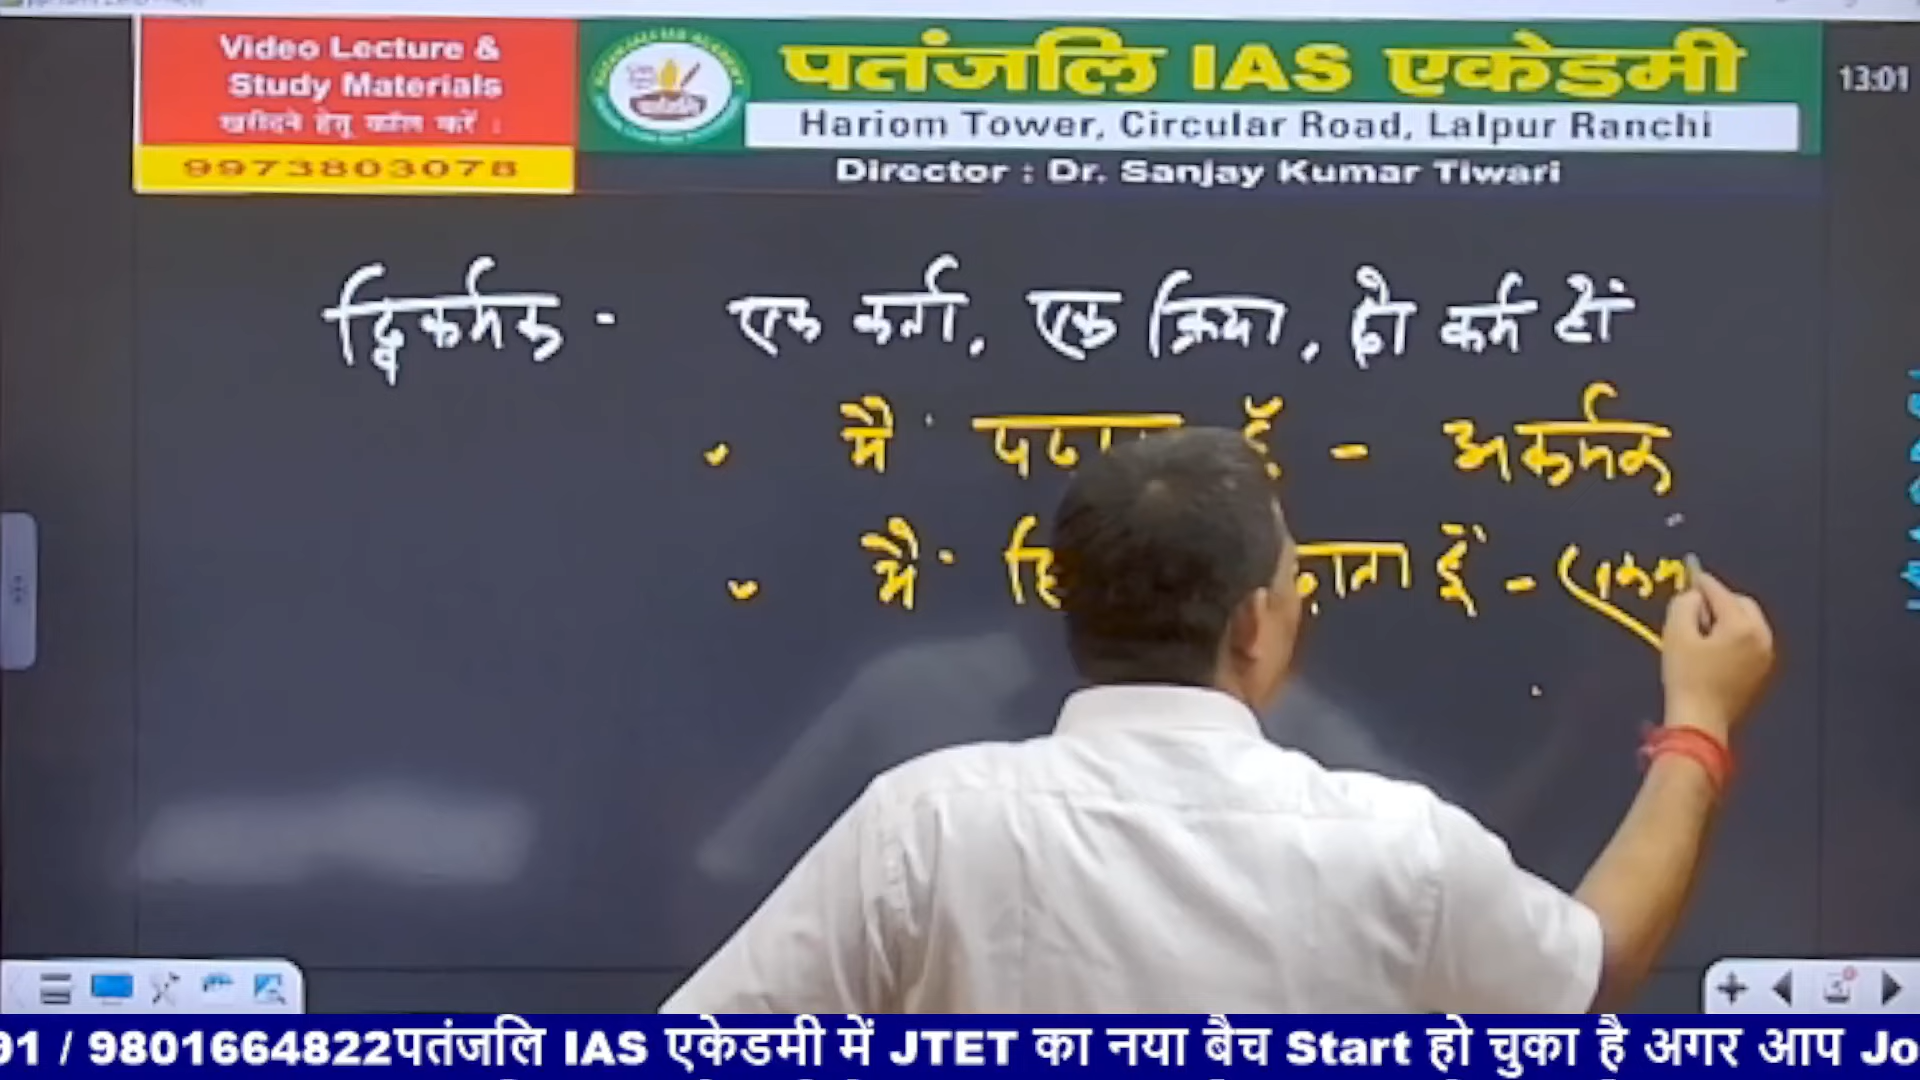 Video Lecture &
Study Materials
खरीदने हेतु कॉल करें :
9973803078
पतंजलि IAS एकेडमी
Hariom Tower, Circular Road, Lalpur Ranchi
Director : Dr. Sanjay Kumar Tiwari
13:01
द्विकर्मक - एक कर्ता, एक क्रिया, दो कर्म हों
मैं हूँ - अकर्मक
मैं हूँ -
91 / 9801664822पतंजलि IAS एकेडमी में JTET का नया बैच Start हो चुका है अगर आप Jo